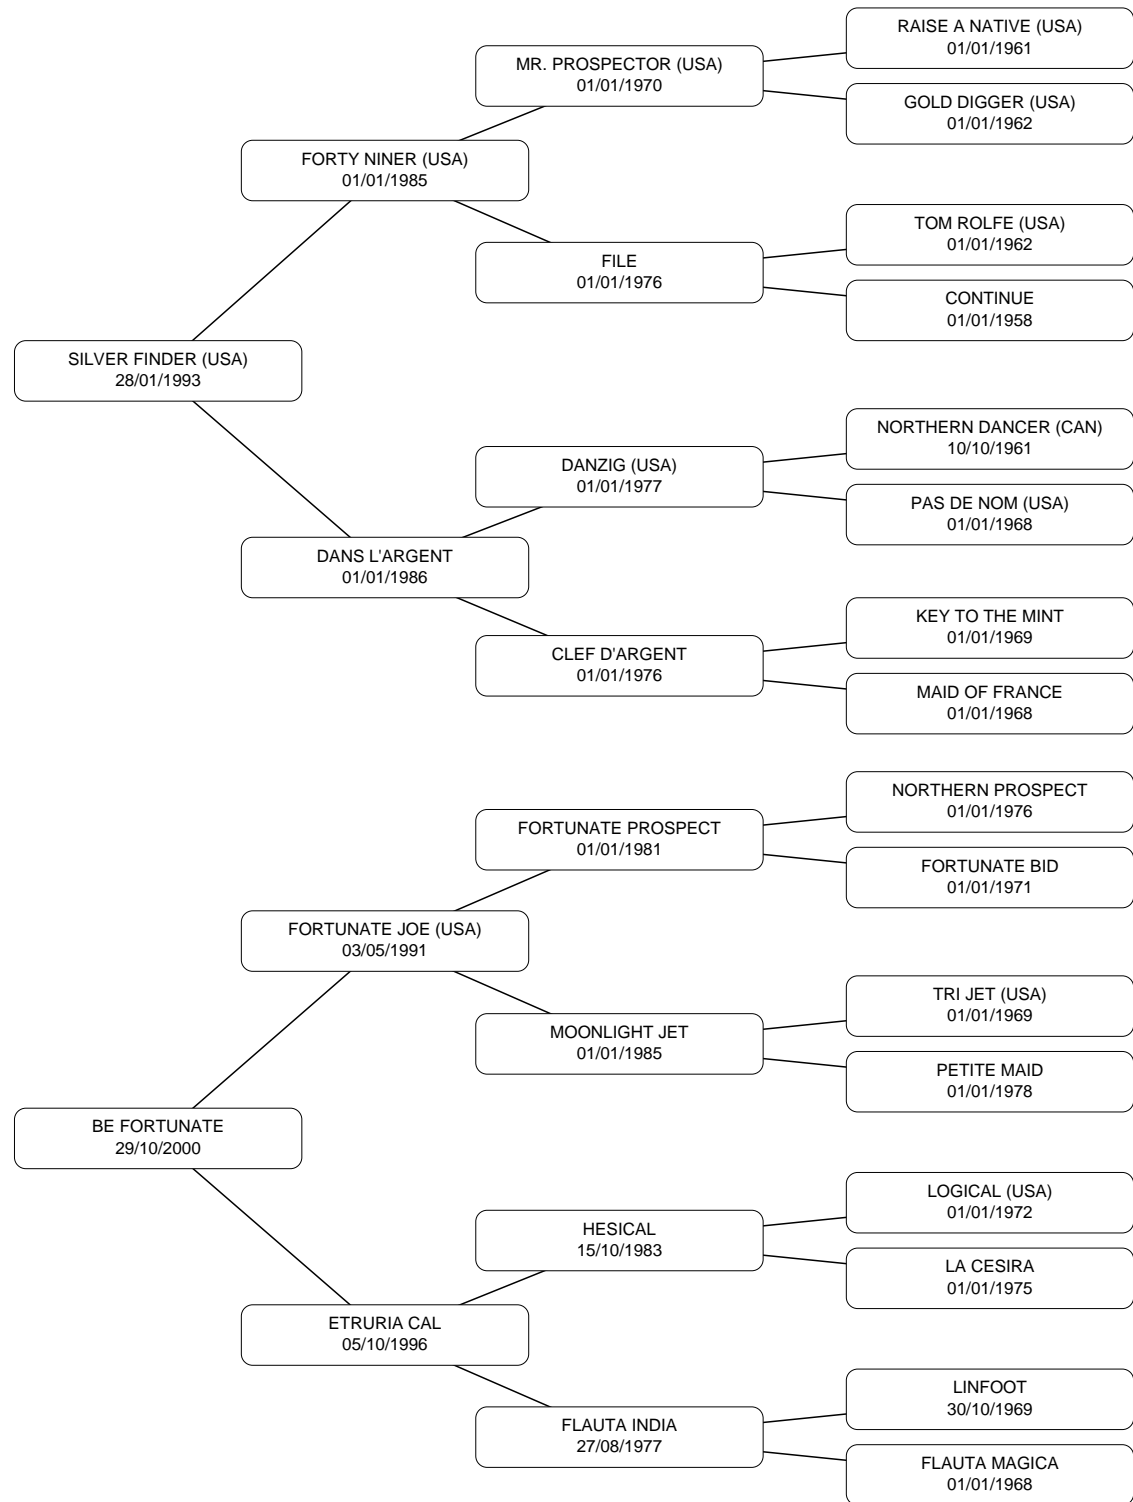 RAISE A NATIVE (USA)
01/01/1961
MR. PROSPECTOR (USA)
01/01/1970
GOLD DIGGER (USA)
01/01/1962
FORTY NINER (USA)
01/01/1985
TOM ROLFE (USA)
01/01/1962
FILE
01/01/1976
CONTINUE
01/01/1958
SILVER FINDER (USA)
28/01/1993
NORTHERN DANCER (CAN)
10/10/1961
DANZIG (USA)
01/01/1977
PAS DE NOM (USA)
01/01/1968
DANS L'ARGENT
01/01/1986
KEY TO THE MINT
01/01/1969
CLEF D'ARGENT
01/01/1976
MAID OF FRANCE
01/01/1968
NORTHERN PROSPECT
01/01/1976
FORTUNATE PROSPECT
01/01/1981
FORTUNATE BID
01/01/1971
FORTUNATE JOE (USA)
03/05/1991
TRI JET (USA)
01/01/1969
MOONLIGHT JET
01/01/1985
PETITE MAID
01/01/1978
BE FORTUNATE
29/10/2000
LOGICAL (USA)
01/01/1972
HESICAL
15/10/1983
LA CESIRA
01/01/1975
ETRURIA CAL
05/10/1996
LINFOOT
30/10/1969
FLAUTA INDIA
27/08/1977
FLAUTA MAGICA
01/01/1968